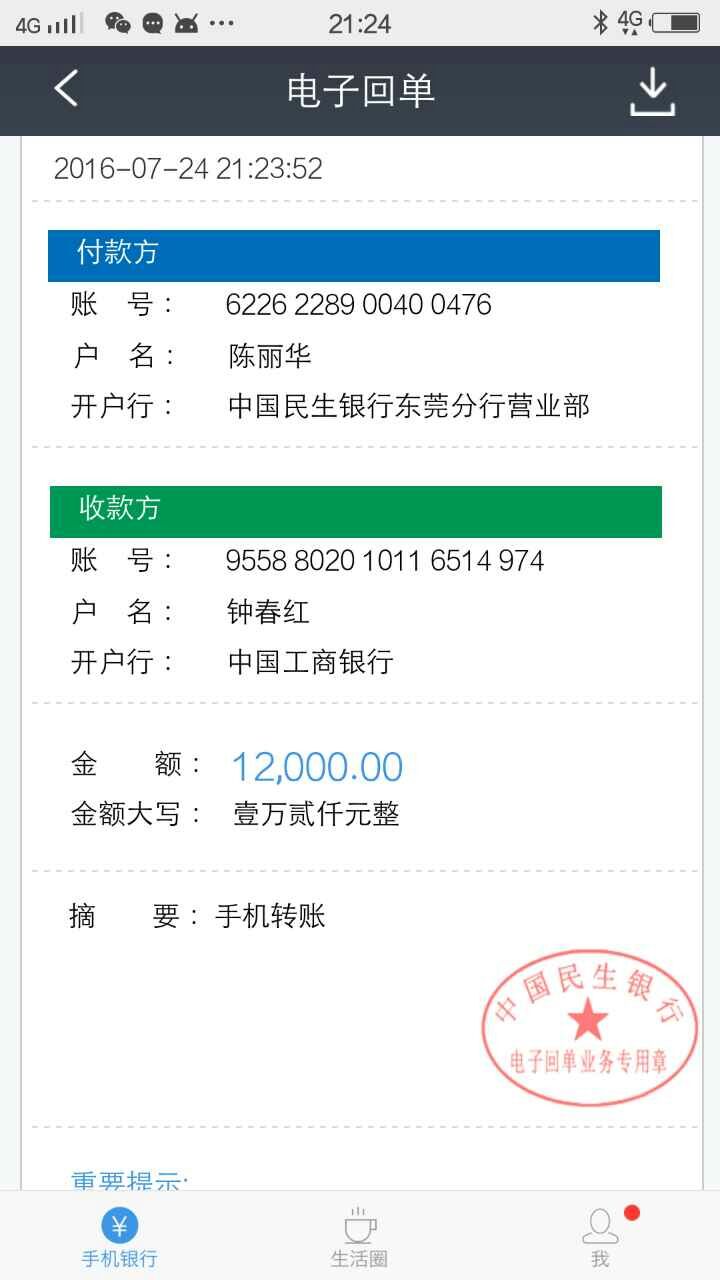 4G 21:24 4G
电子回单
2016-07-24 21:23:52
付款方
账 号： 6226 2289 0040 0476
户 名： 陈丽华
开户行： 中国民生银行东莞分行营业部
收款方
账 号： 9558 8020 1011 6514 974
户 名： 钟春红
开户行： 中国工商银行
金 额： 12,000.00
金额大写： 壹万贰仟元整
摘 要： 手机转账
中国民生银行
电子回单业务专用章
重要提示:
¥
手机银行 生活圈 我